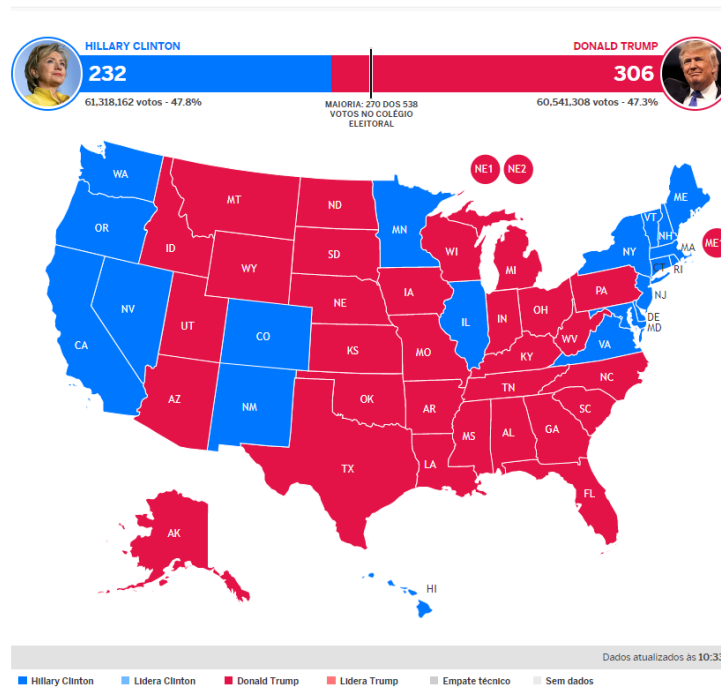 HILLARY CLINTON
DONALD TRUMP
232
306
61,318,162 votos - 47.8%
MAIORIA: 270 DOS 538
VOTOS NO COLÉGIO
ELEITORAL
60,541,308 votos - 47.3%
NE1 NE2
WA
MT
ND
MN
ME
VT
NH
OR
ID
SD
WI
NY
MA
ME1
WY
MI
CT
RI
NE
IA
PA
NJ
NV
UT
CO
IL
IN
OH
DE
MD
CA
KS
MO
WV
VA
KY
AZ
NM
OK
AR
TN
NC
MS
AL
GA
SC
TX
LA
FL
AK
HI
Dados atualizados às 10:33
Hillary Clinton
Lidera Clinton
Donald Trump
Lidera Trump
Empate técnico
Sem dados